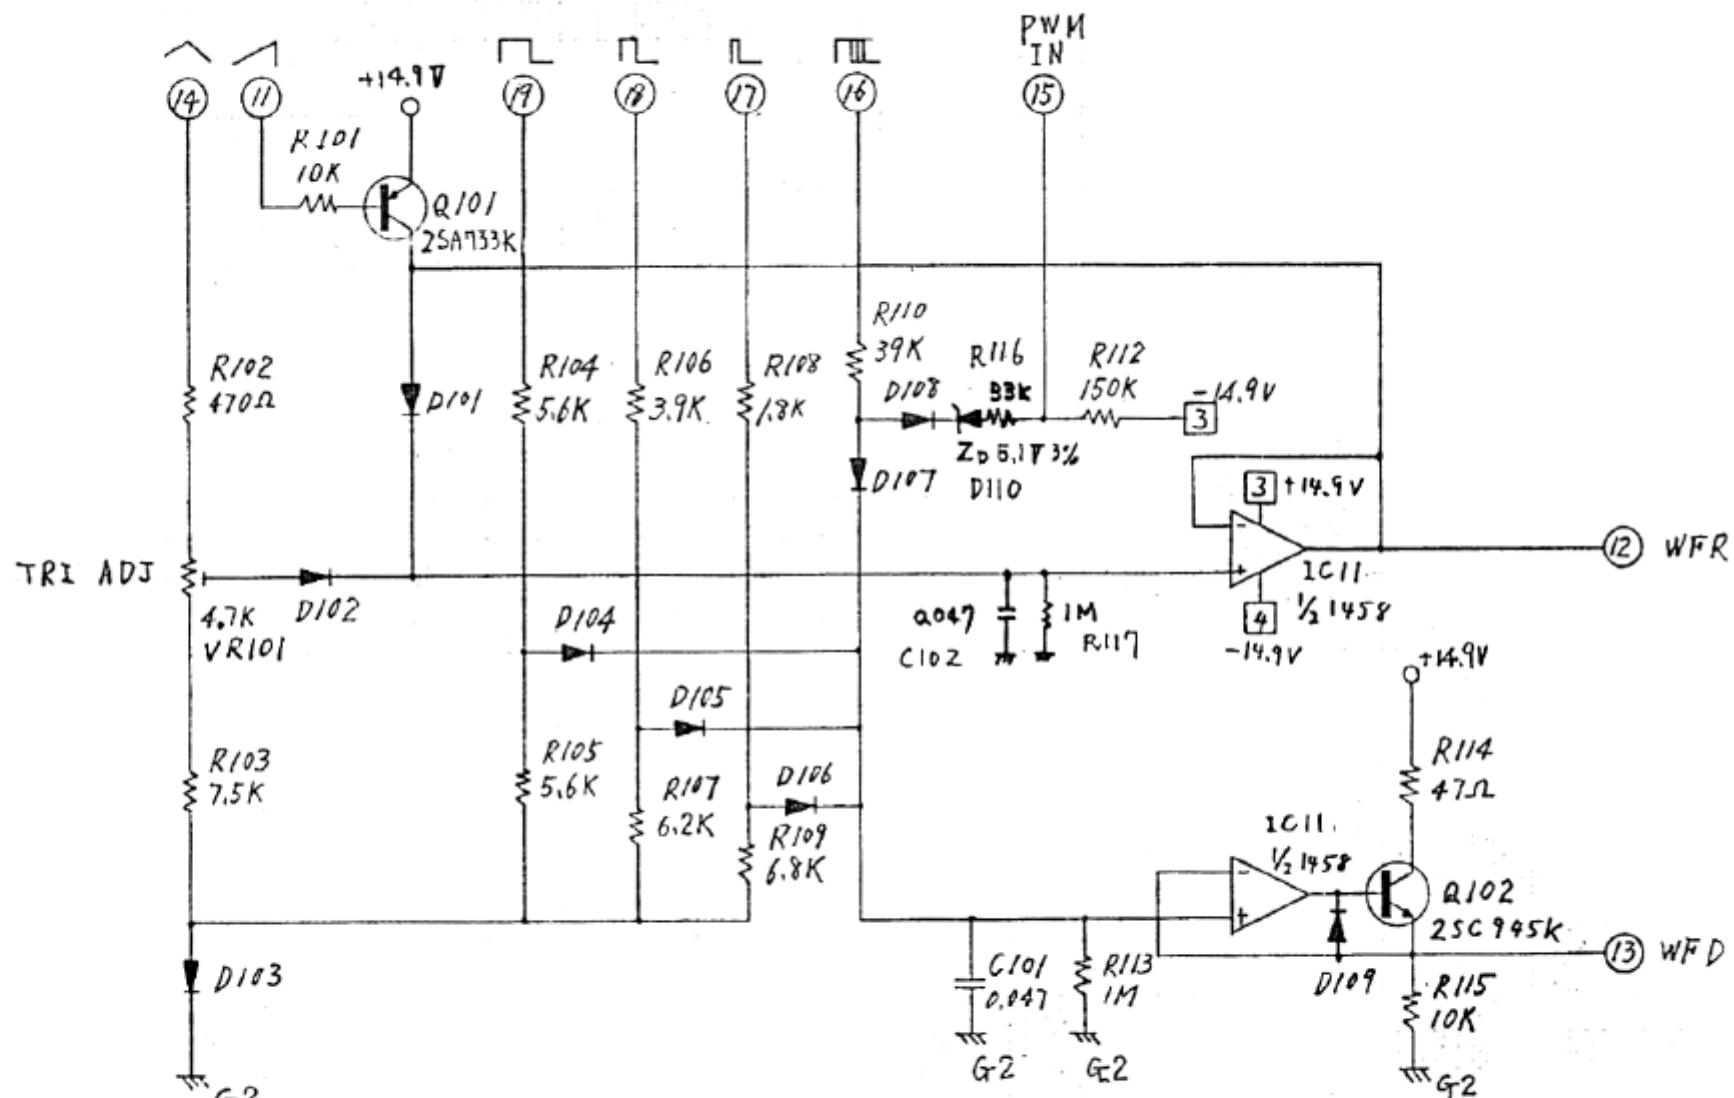 PWM
IN
14
11
+14.9V
19
18
17
16
15
R101
10K
Q101
2SA733K
R110
39K
R102
470Ω
D101
R104
5.6K
R106
3.9K
R108
1.8K
D108
R116
33K
R112
150K
-14.9V
3
ZD 5.1V 3%
D110
D107
3
+14.9V
12
WFR
TRI ADJ
4.7K
VR101
D102
D104
0.047
C102
1M
R117
IC11
1/2 1458
4
-14.9V
+14.9V
D105
R103
7.5K
R105
5.6K
R107
6.2K
D106
R109
6.8K
R114
47Ω
IC11
1/2 1458
Q102
2SC945K
13
WFD
D103
C101
0.047
R113
1M
D109
R115
10K
G2
G2
G2
G2